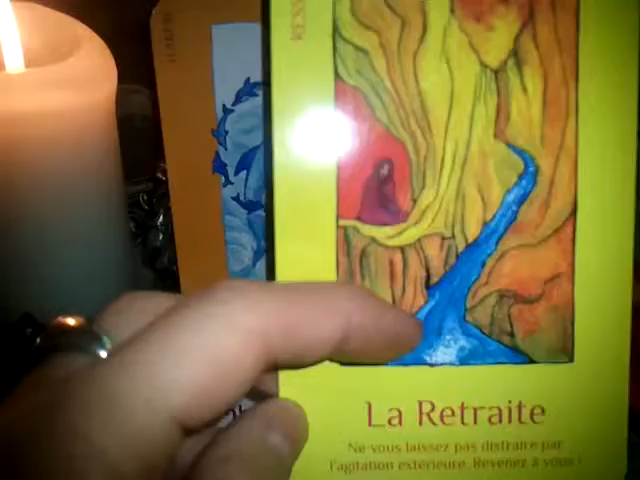 La Retraite
Ne vous laissez pas distraire par
l'agitation extérieure. Revenez à vous !